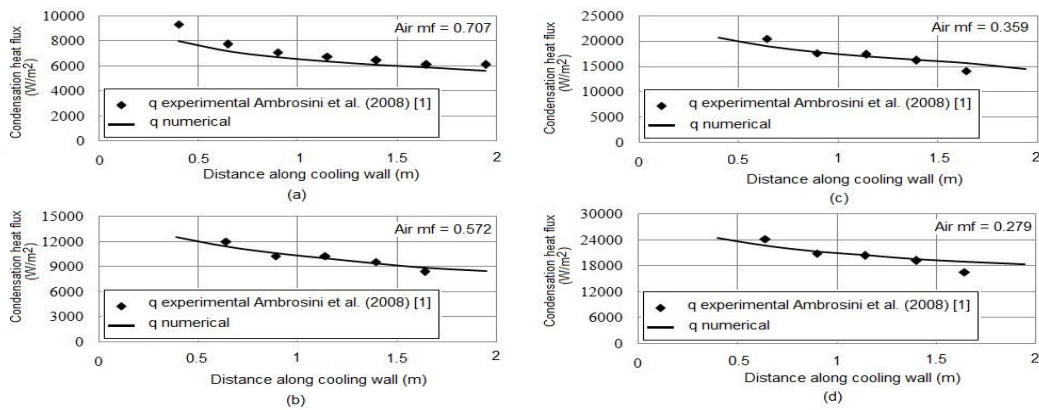 Condensation heat flux
(W/m2)
10000
8000
6000
4000
2000
0
Air mf = 0.707
q experimental Ambrosini et al. (2008) [1]
q numerical
0
0.5
1
1.5
2
Distance along cooling wall (m)
(a)
Condensation heat flux
(W/m2)
25000
20000
15000
10000
5000
0
Air mf = 0.359
q experimental Ambrosini et al. (2008) [1]
q numerical
0
0.5
1
1.5
2
Distance along cooling wall (m)
(c)
Condensation heat flux
(W/m2)
15000
12000
9000
6000
3000
0
Air mf = 0.572
q experimental Ambrosini et al. (2008) [1]
q numerical
0
0.5
1
1.5
2
Distance along cooling wall (m)
(b)
Condensation heat flux
(W/m2)
30000
24000
18000
12000
6000
0
Air mf = 0.279
q experimental Ambrosini et al. (2008) [1]
q numerical
0
0.5
1
1.5
2
Distance along cooling wall (m)
(d)